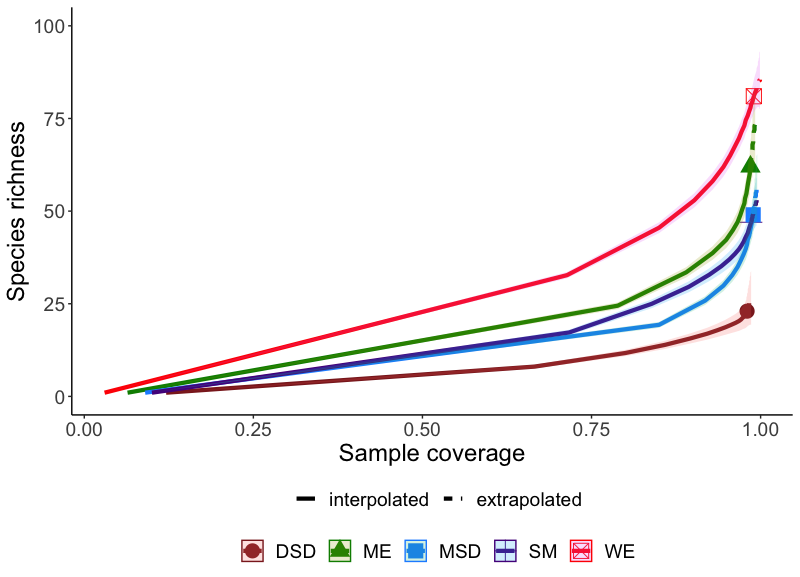 Species richness
100
75
50
25
0
0.00 0.25 0.50 0.75 1.00
Sample coverage
interpolated extrapolated
DSD ME MSD SM WE